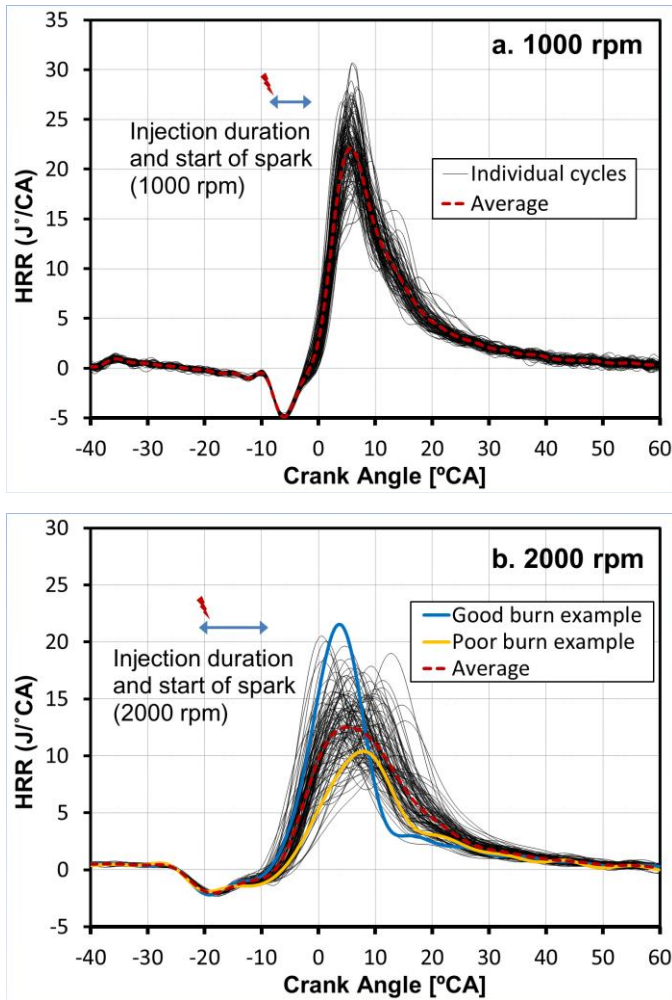 a. 1000 rpm
35
30
25
20
15
10
5
0
-5
HRR (J˚/CA)
Injection duration
and start of spark
(1000 rpm)
Individual cycles
Average
-40 -30 -20 -10 0 10 20 30 40 50 60
Crank Angle [ºCA]
b. 2000 rpm
30
25
20
15
10
5
0
-5
HRR (J/˚CA)
Injection duration
and start of spark
(2000 rpm)
Good burn example
Poor burn example
Average
-40 -30 -20 -10 0 10 20 30 40 50 60
Crank Angle [ºCA]